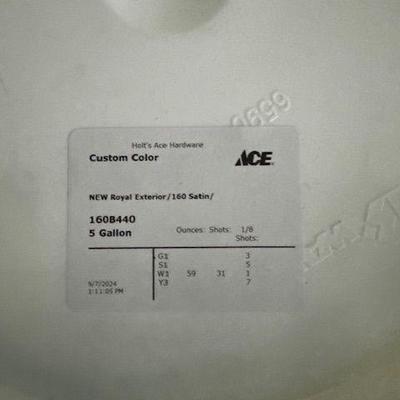 Holt's Ace Hardware
Custom Color
ACE
NEW Royal Exterior/160 Satin/
160B440
5 Gallon
Ounces: Shots: 1/8 Shots:
G1 3
S1 5
W1 59 31 1
Y3 7
9/7/2024
1:11:05 PM